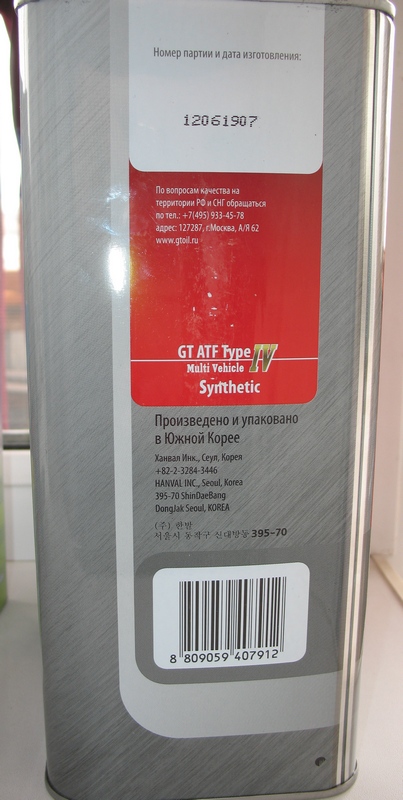 Номер партии и дата изготовления:
12061907
По вопросам качества на
территории РФ и СНГ обращаться
по тел.: +7(495) 933-45-78
адрес: 127287, г.Москва, А/Я 62
www.gtoil.ru
GT ATF Type IV
Multi Vehicle
Synthetic
Произведено и упаковано
в Южной Корее
Ханвал Инк., Сеул, Корея
+82-2-3284-3446
HANVAL INC., Seoul, Korea
395-70 ShinDaeBang
DongJak Seoul, KOREA
(주) 한발
서울시 동작구 신대방동 395-70
8 809059 407912